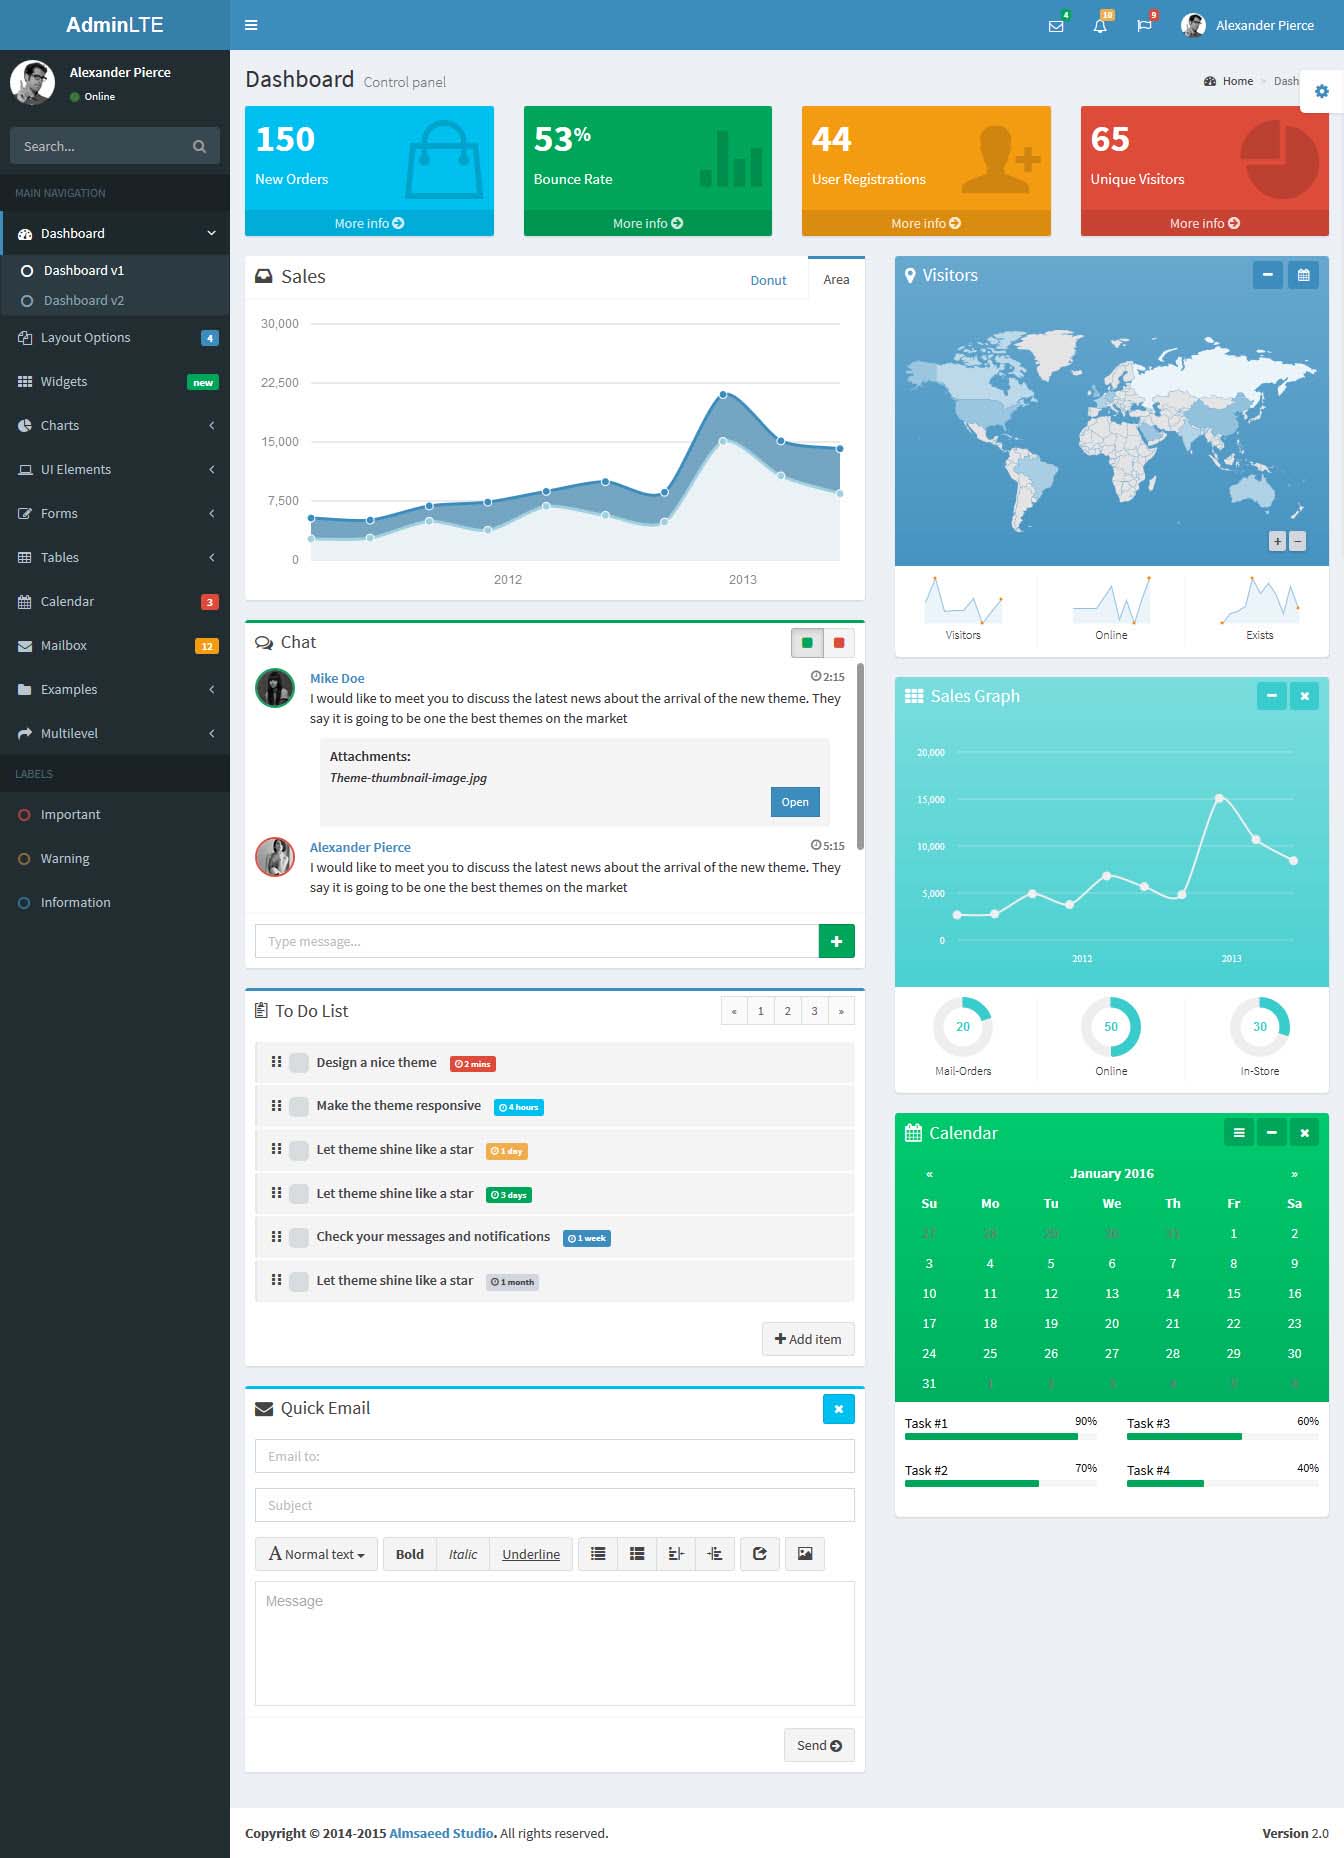 AdminLTE
4
10
9
Alexander Pierce
Alexander Pierce
Online
Search...
MAIN NAVIGATION
Dashboard
Dashboard v1
Dashboard v2
Layout Options 4
Widgets new
Charts
UI Elements
Forms
Tables
Calendar 3
Mailbox 12
Examples
Multilevel
LABELS
Important
Warning
Information
Dashboard Control panel
Home > Dash
150
New Orders
More info
53%
Bounce Rate
More info
44
User Registrations
More info
65
Unique Visitors
More info
Sales
Donut
Area
30,000
22,500
15,000
7,500
0
2012
2013
Chat
Mike Doe
2:15
I would like to meet you to discuss the latest news about the arrival of the new theme. They
say it is going to be one the best themes on the market
Attachments:
Theme-thumbnail-image.jpg
Open
Alexander Pierce
5:15
I would like to meet you to discuss the latest news about the arrival of the new theme. They
say it is going to be one the best themes on the market
Type message...
To Do List
« 1 2 3 »
Design a nice theme 2 mins
Make the theme responsive 4 hours
Let theme shine like a star 1 day
Let theme shine like a star 3 days
Check your messages and notifications 1 week
Let theme shine like a star 1 month
Add item
Quick Email
Email to:
Subject
A Normal text Bold Italic Underline
Message
Send
Visitors
+ −
Visitors
Online
Exists
Sales Graph
20,000
15,000
10,000
5,000
0
2012
2013
20
50
30
Mail-Orders
Online
In-Store
Calendar
« January 2016 »
Su Mo Tu We Th Fr Sa
27 28 29 30 31 1 2
3 4 5 6 7 8 9
10 11 12 13 14 15 16
17 18 19 20 21 22 23
24 25 26 27 28 29 30
31 1 2 3 4 5 6
Task #1 90%
Task #3 60%
Task #2 70%
Task #4 40%
Copyright © 2014-2015 Almsaeed Studio. All rights reserved.
Version 2.0